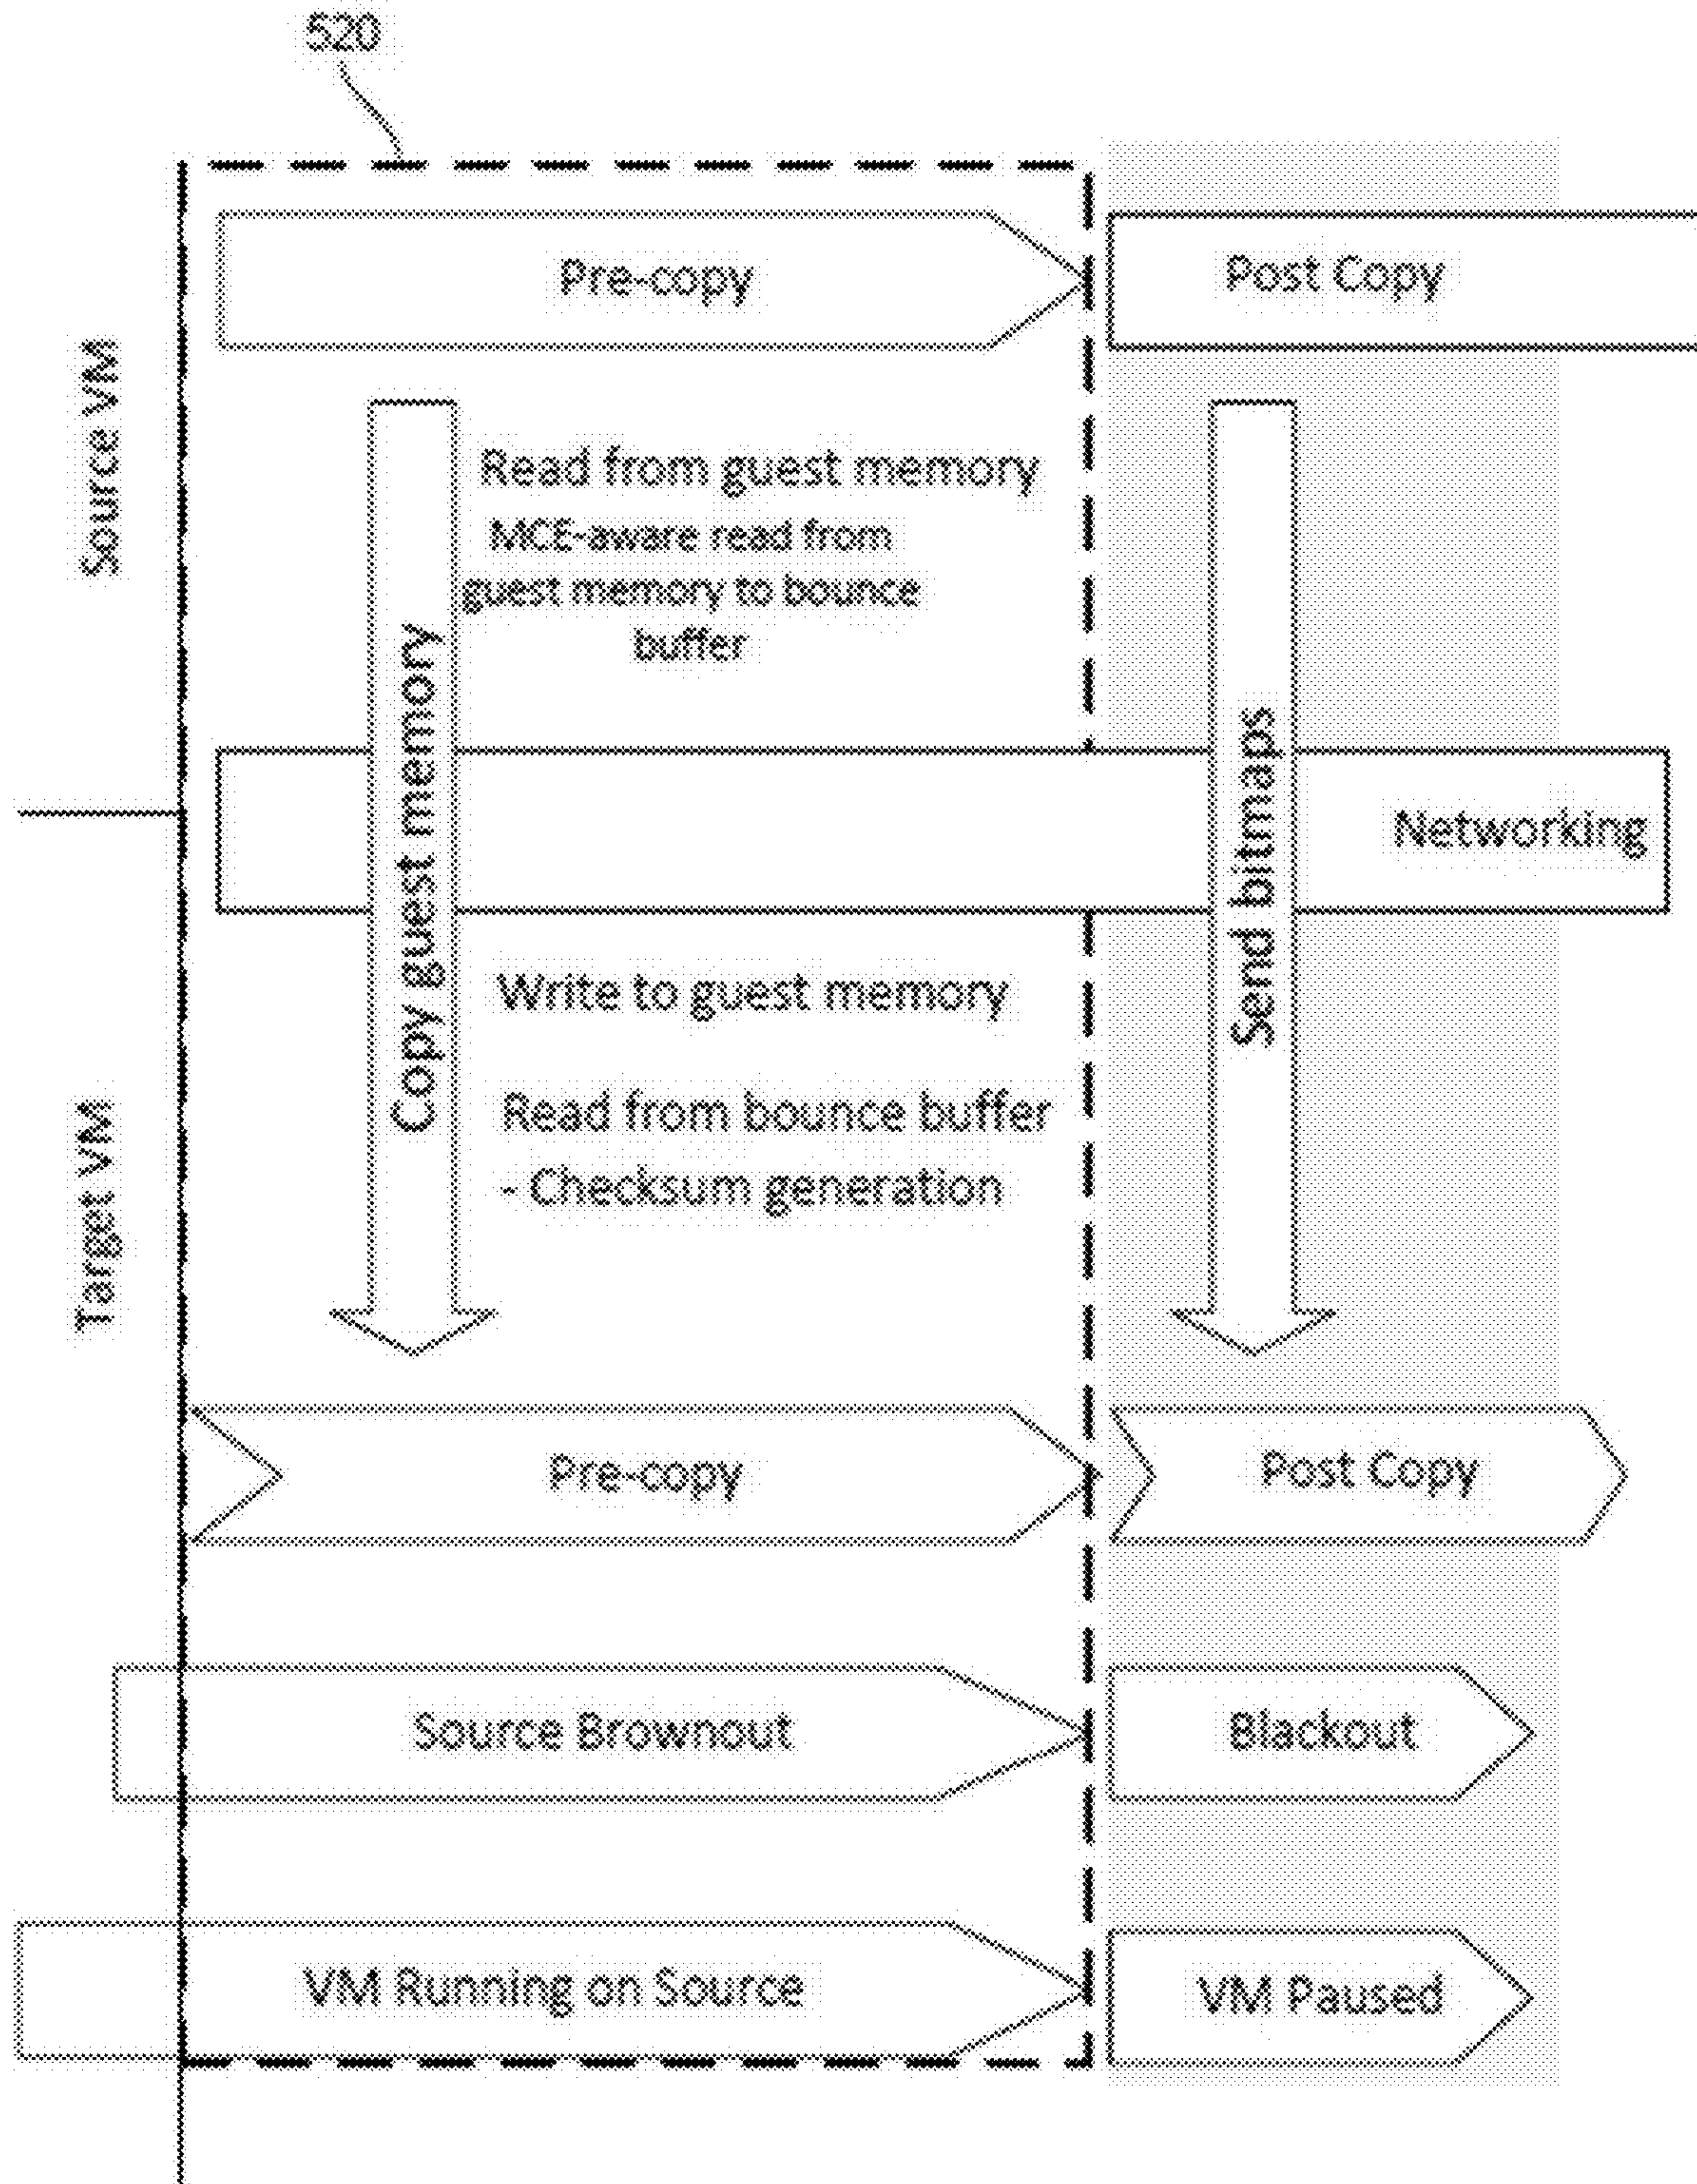 520
Pre-copy
Post Copy
Source VM
Read from guest memory
MCE-aware read from
guest memory to bounce
buffer
Copy guest memory
Send bitmaps
Networking
Write to guest memory
Target VM
Read from bounce buffer
- Checksum generation
Pre-copy
Post Copy
Source Brownout
Blackout
VM Running on Source
VM Paused